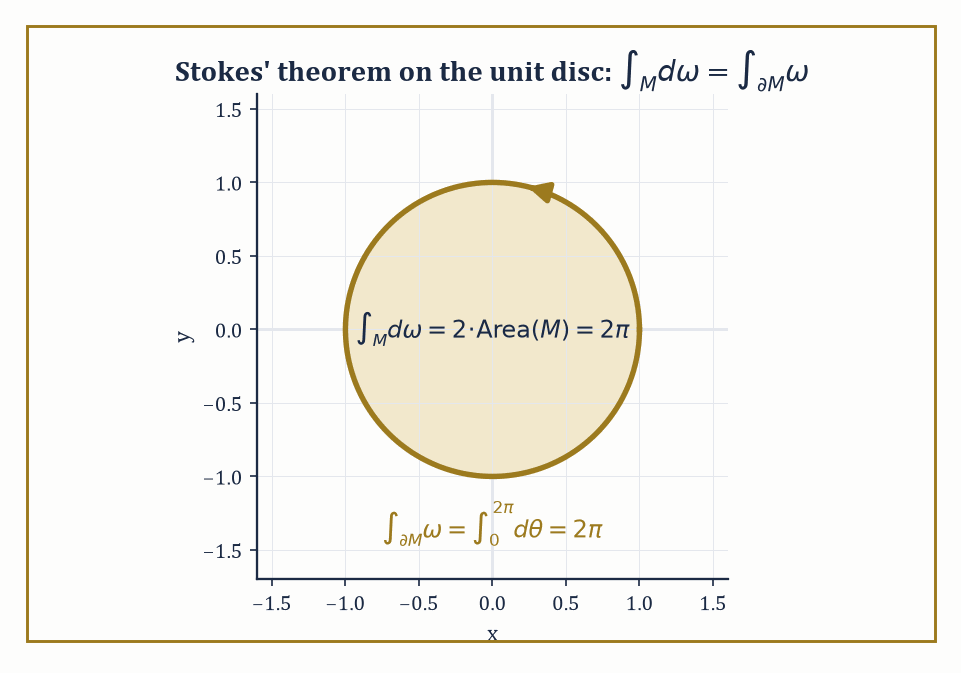 Stokes' theorem on the unit disc: ∫_M dω = ∫_∂M ω
1.5
1.0
0.5
0.0
−0.5
−1.0
−1.5
y
∫_M dω = 2·Area(M) = 2π
∫_∂M ω = ∫_0^2π dθ = 2π
−1.5 −1.0 −0.5 0.0 0.5 1.0 1.5
x